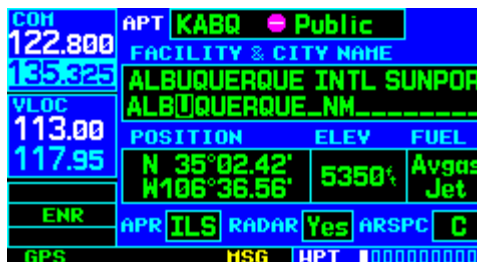 COM
122.800
135.325
VLOC
113.00
117.95
ENR
GPS
APT KABQ Public
FACILITY & CITY NAME
ALBUQUERQUE INTL SUNPOR
ALBUQUERQUE_NM________
POSITION ELEV FUEL
N 35°02.42' 5350ft Avgas
W106°36.56' Jet
APR ILS RADAR Yes ARSPC C
MSG WPT